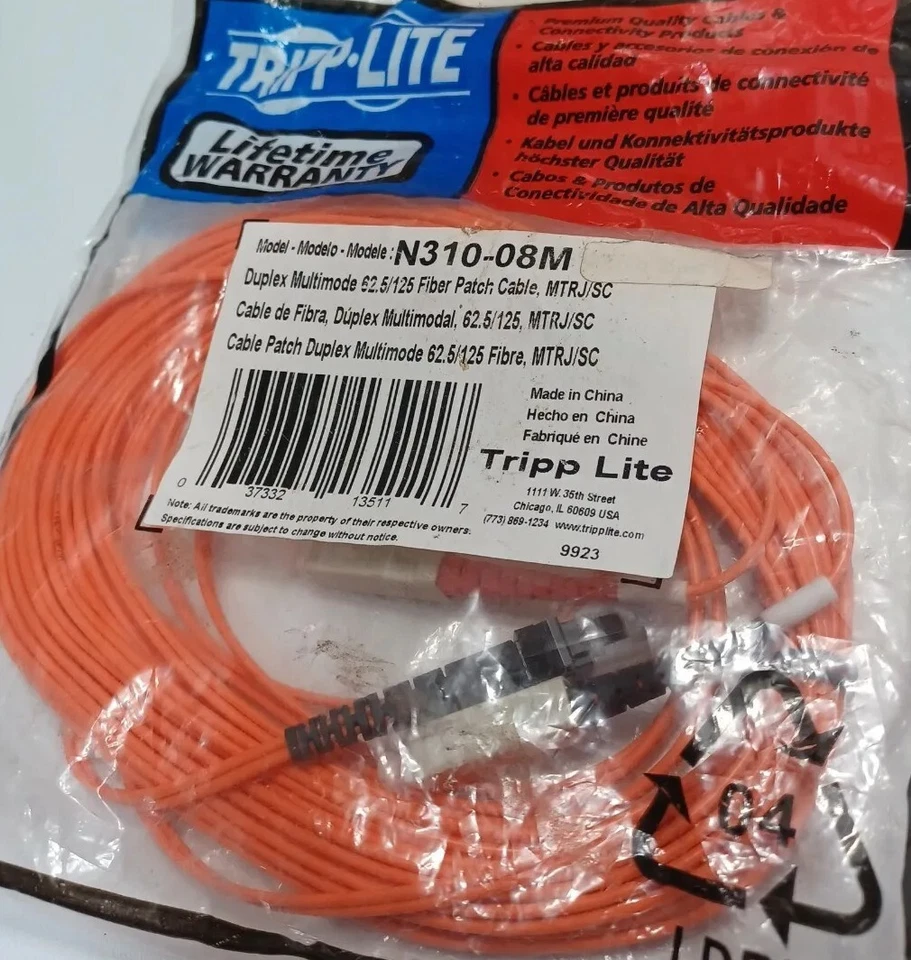 TRIPP·LITE
Lifetime
WARRANTY
• Premium Quality Cables &
Connectivity Products
• Cables y accesorios de conexión de
alta calidad
• Câbles et produits de connectivité
de première qualité
• Kabel und Konnektivitätsprodukte
höchster Qualität
• Cabos & Produtos de
Conectividade de Alta Qualidade
Model - Modelo - Modele : N310-08M
Duplex Multimode 62.5/125 Fiber Patch Cable, MTRJ/SC
Cable de Fibra, Dúplex Multimodal, 62.5/125, MTRJ/SC
Cable Patch Duplex Multimode 62.5/125 Fibre, MTRJ/SC
Made in China
Hecho en China
Fabriqué en Chine
Tripp Lite
1111 W. 35th Street
Chicago, IL 60609 USA
(773) 869-1234 www.tripplite.com
9923
0 37332 13511 7
Note: All trademarks are the property of their respective owners.
Specifications are subject to change without notice.
04